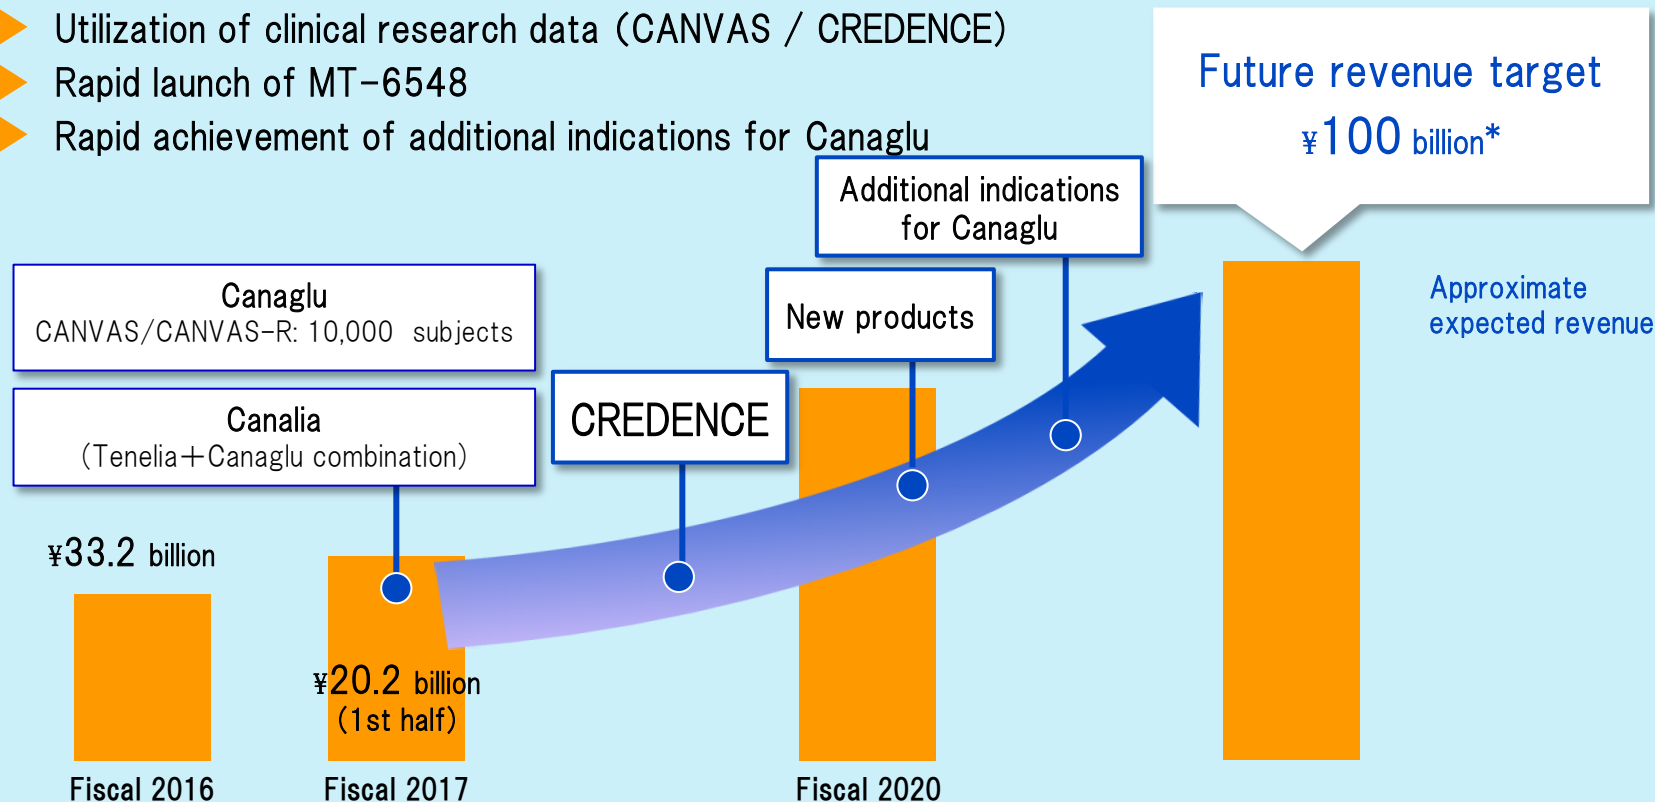 Utilization of clinical research data (CANVAS / CREDENCE)
Rapid launch of MT-6548
Rapid achievement of additional indications for Canaglu
Future revenue target
¥100 billion*
Additional indications
for Canaglu
Approximate
expected revenue
New products
Canaglu
CANVAS/CANVAS-R: 10,000 subjects
Canalia
(Tenelia+Canaglu combination)
CREDENCE
¥33.2 billion
¥20.2 billion
(1st half)
Fiscal 2016
Fiscal 2017
Fiscal 2020